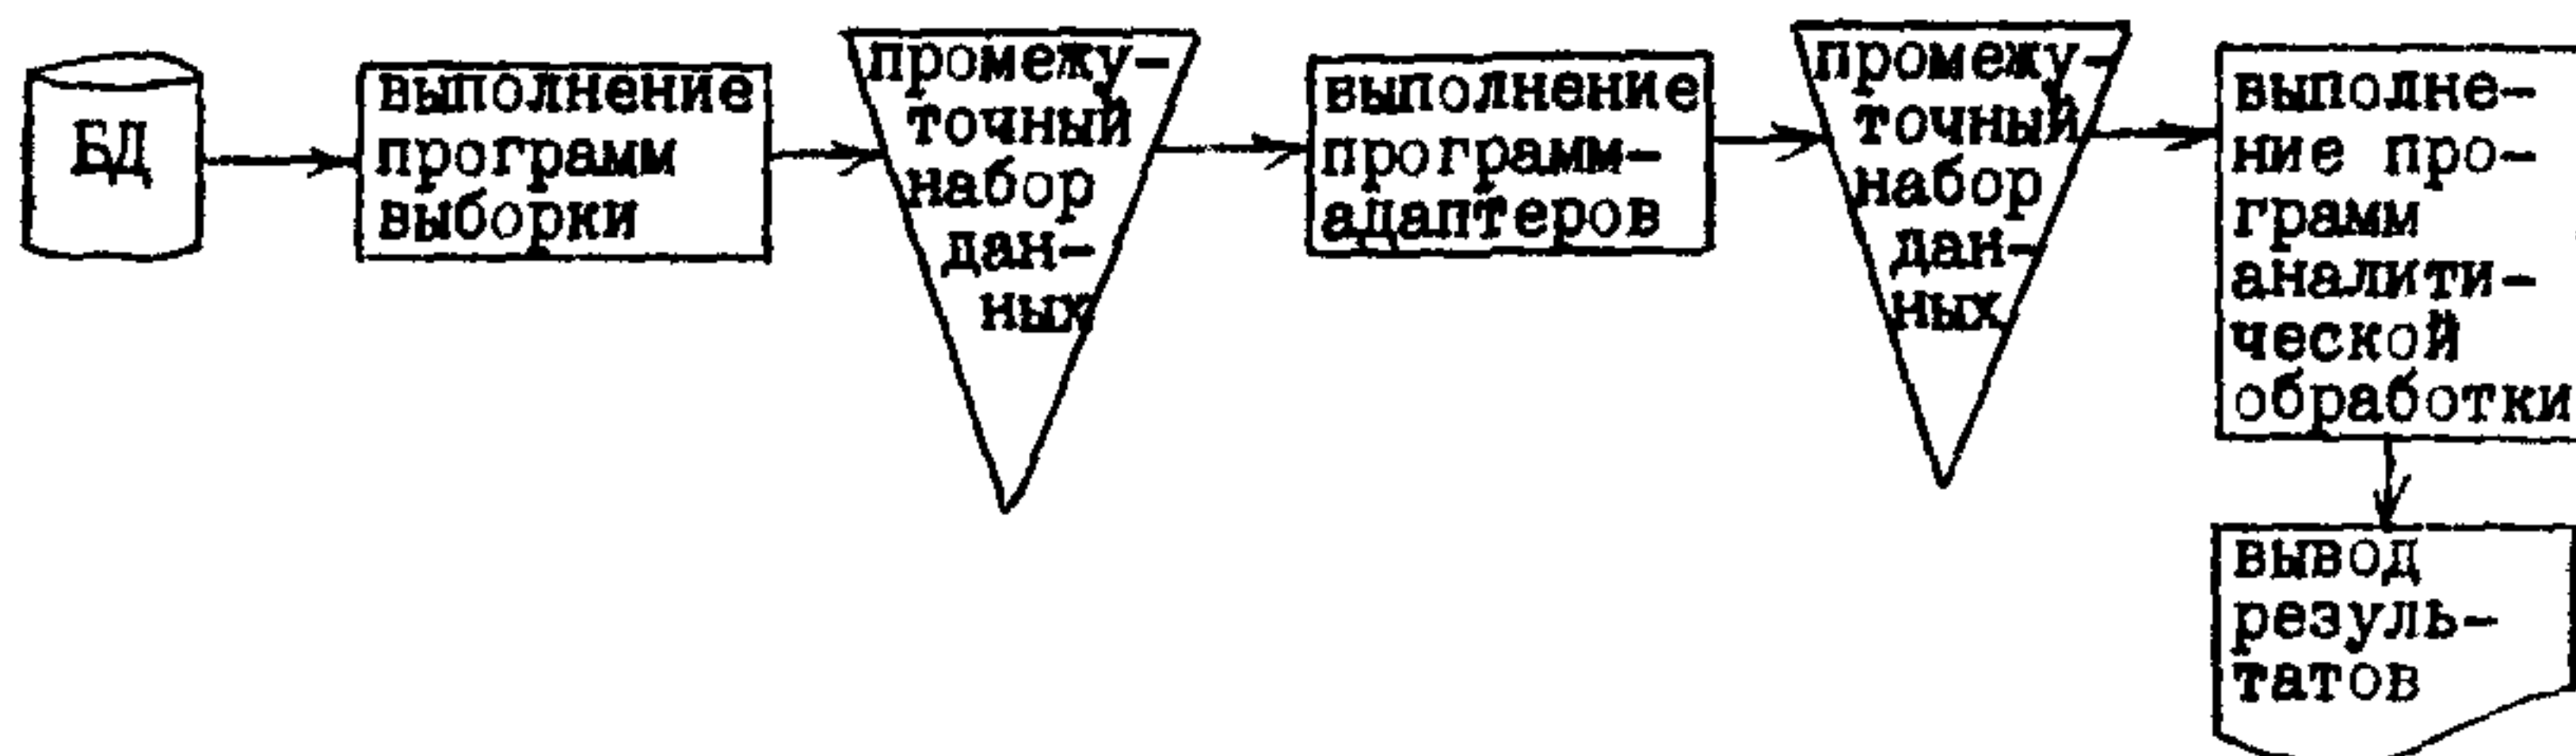 БД
выполнение
программ
выборки
промежу-
точный
набор
дан-
ных
выполнение
программ-
адаптеров
промежу-
точный
набор
дан-
ных
выполне-
ние про-
грамм
аналити-
ческой
обработки
вывод
резуль-
татов